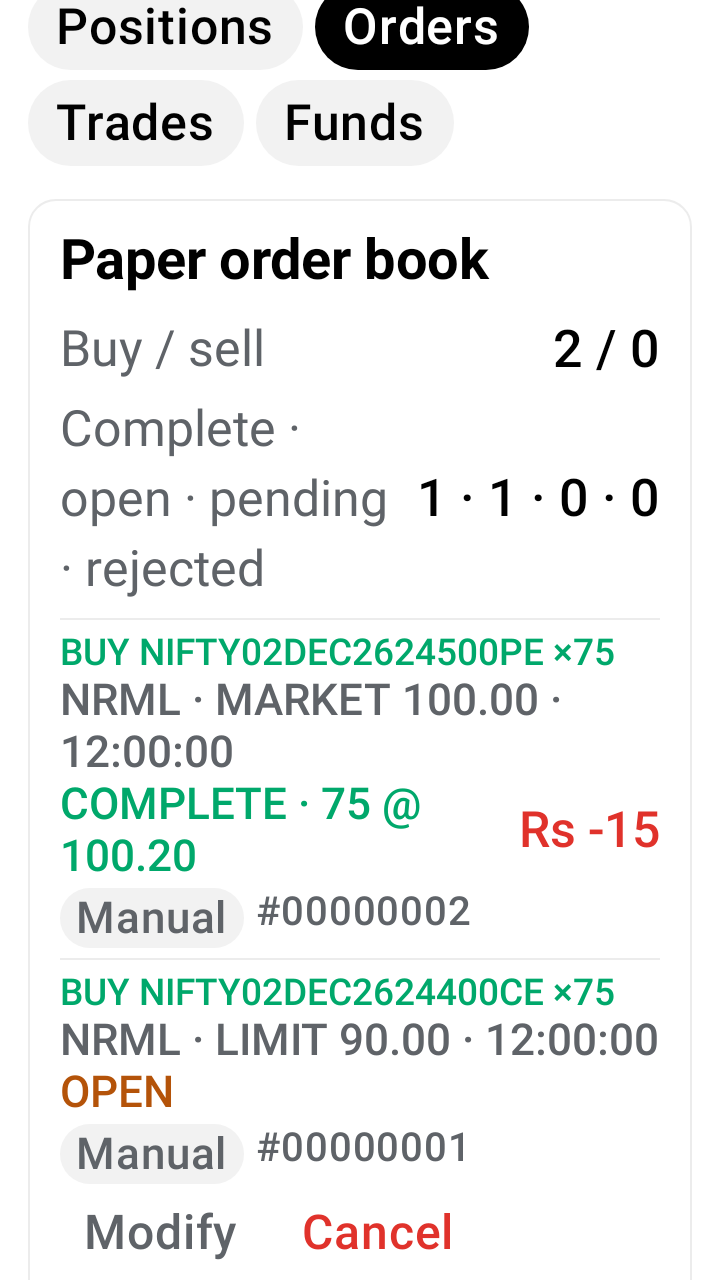 Positions Orders
Trades Funds
Paper order book
Buy / sell 2 / 0
Complete ·
open · pending 1 · 1 · 0 · 0
· rejected
BUY NIFTY02DEC2624500PE ×75
NRML · MARKET 100.00 ·
12:00:00
COMPLETE · 75 @
100.20
Rs -15
Manual #00000002
BUY NIFTY02DEC2624400CE ×75
NRML · LIMIT 90.00 · 12:00:00
OPEN
Manual #00000001
Modify Cancel